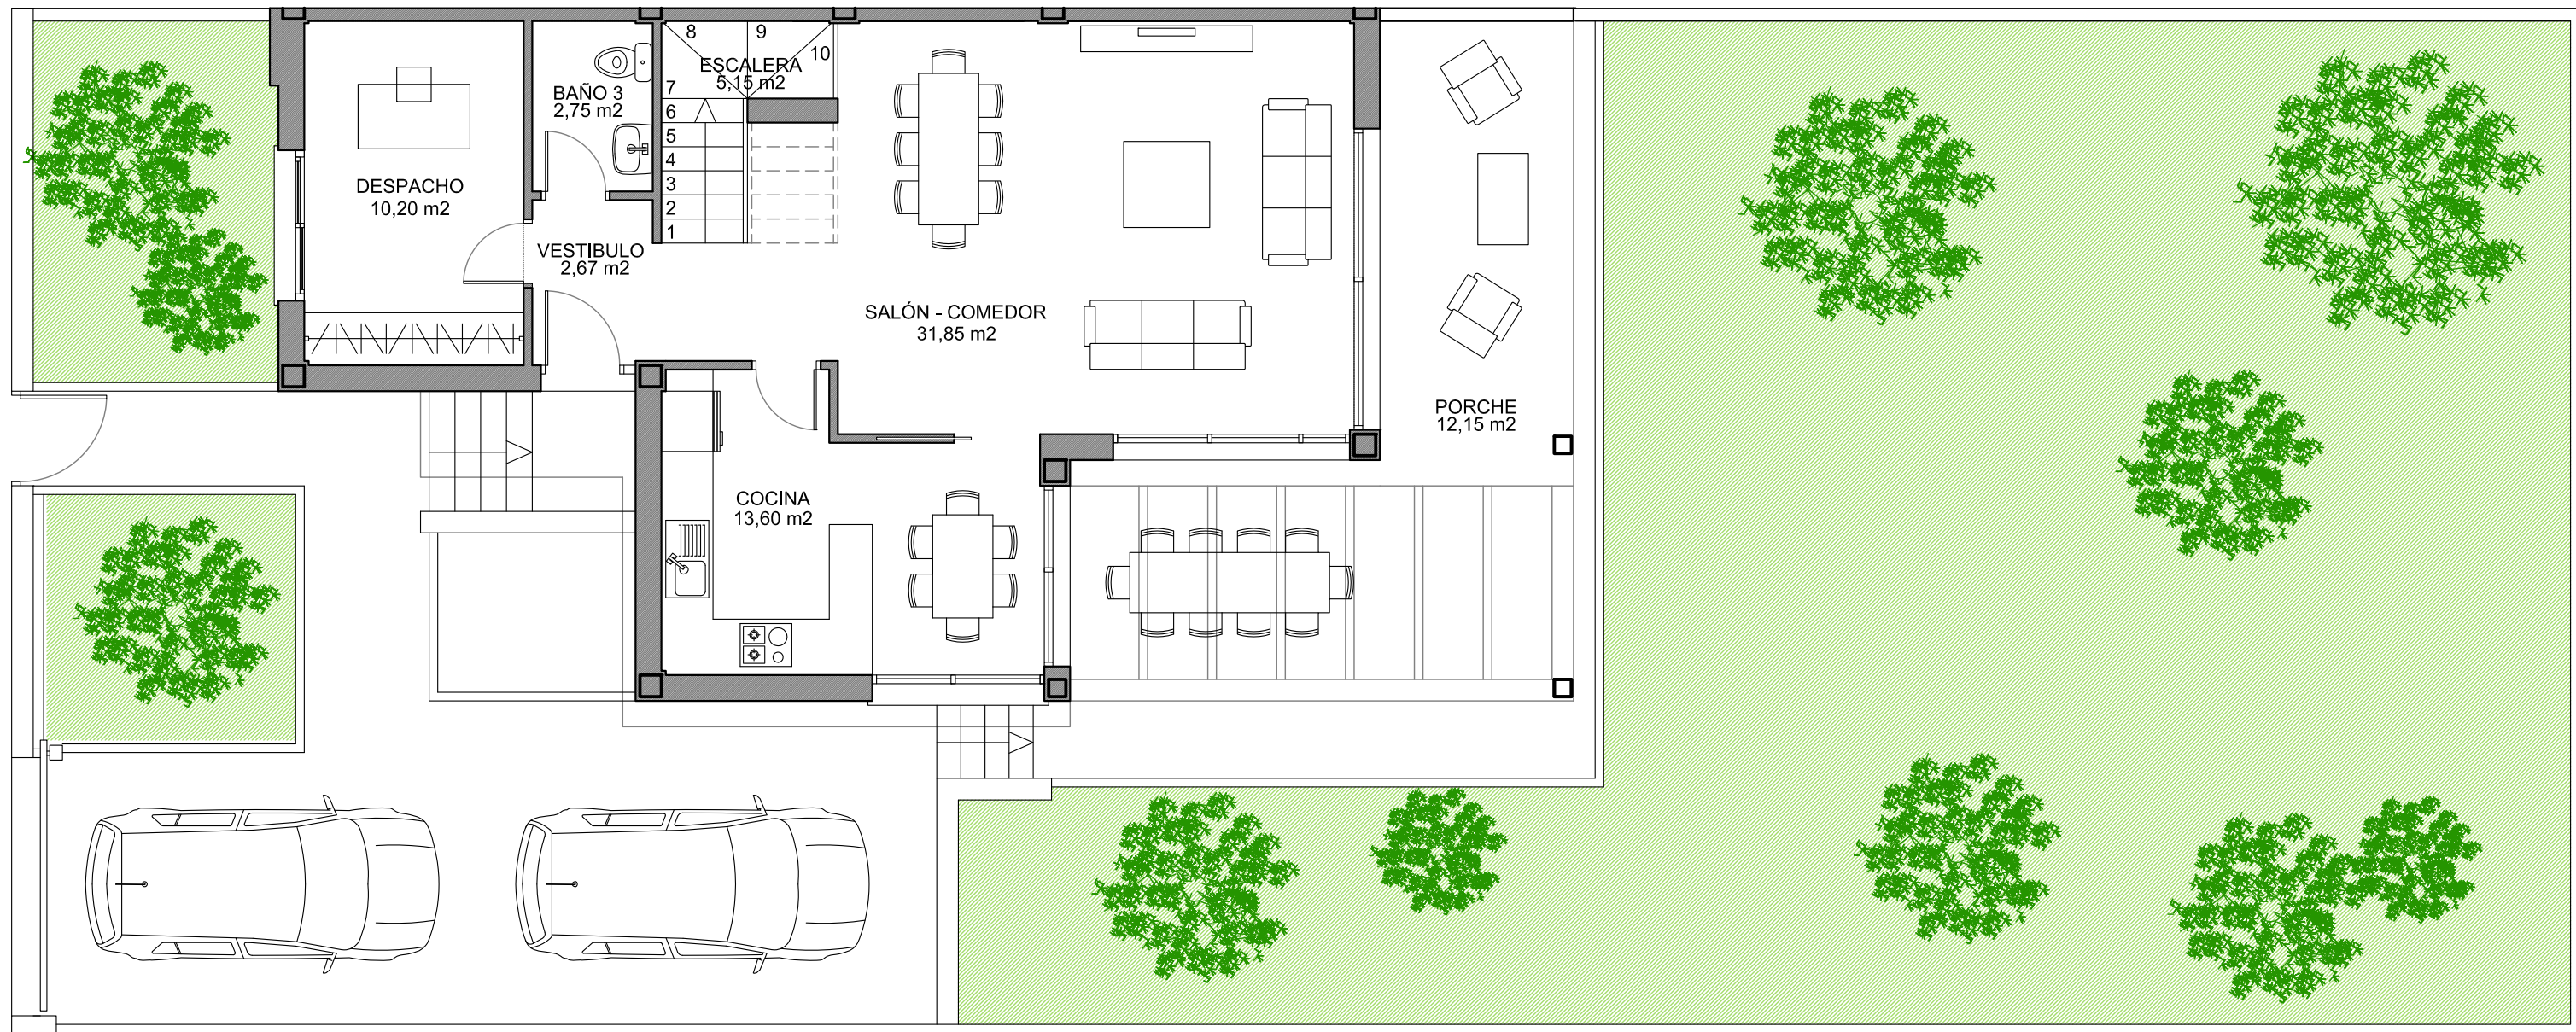 8
9
10
ESCALERA
5,15 m2
7
6
5
4
3
2
1
BAÑO 3
2,75 m2
DESPACHO
10,20 m2
VESTIBULO
2,67 m2
SALÓN - COMEDOR
31,85 m2
PORCHE
12,15 m2
COCINA
13,60 m2